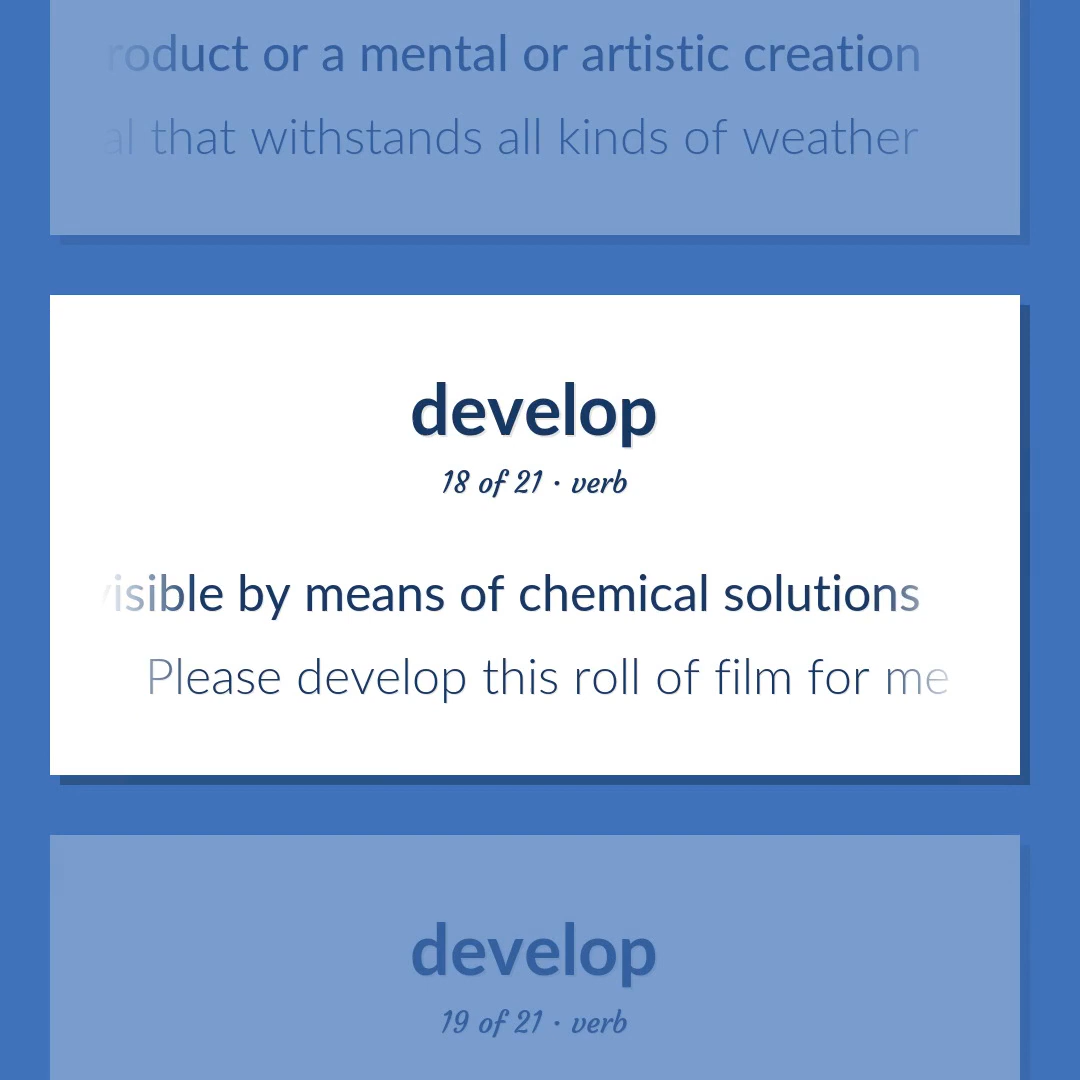 roduct or a mental or artistic creation
al that withstands all kinds of weather
develop
18 of 21 · verb
visible by means of chemical solutions
Please develop this roll of film for me
develop
19 of 21 · verb